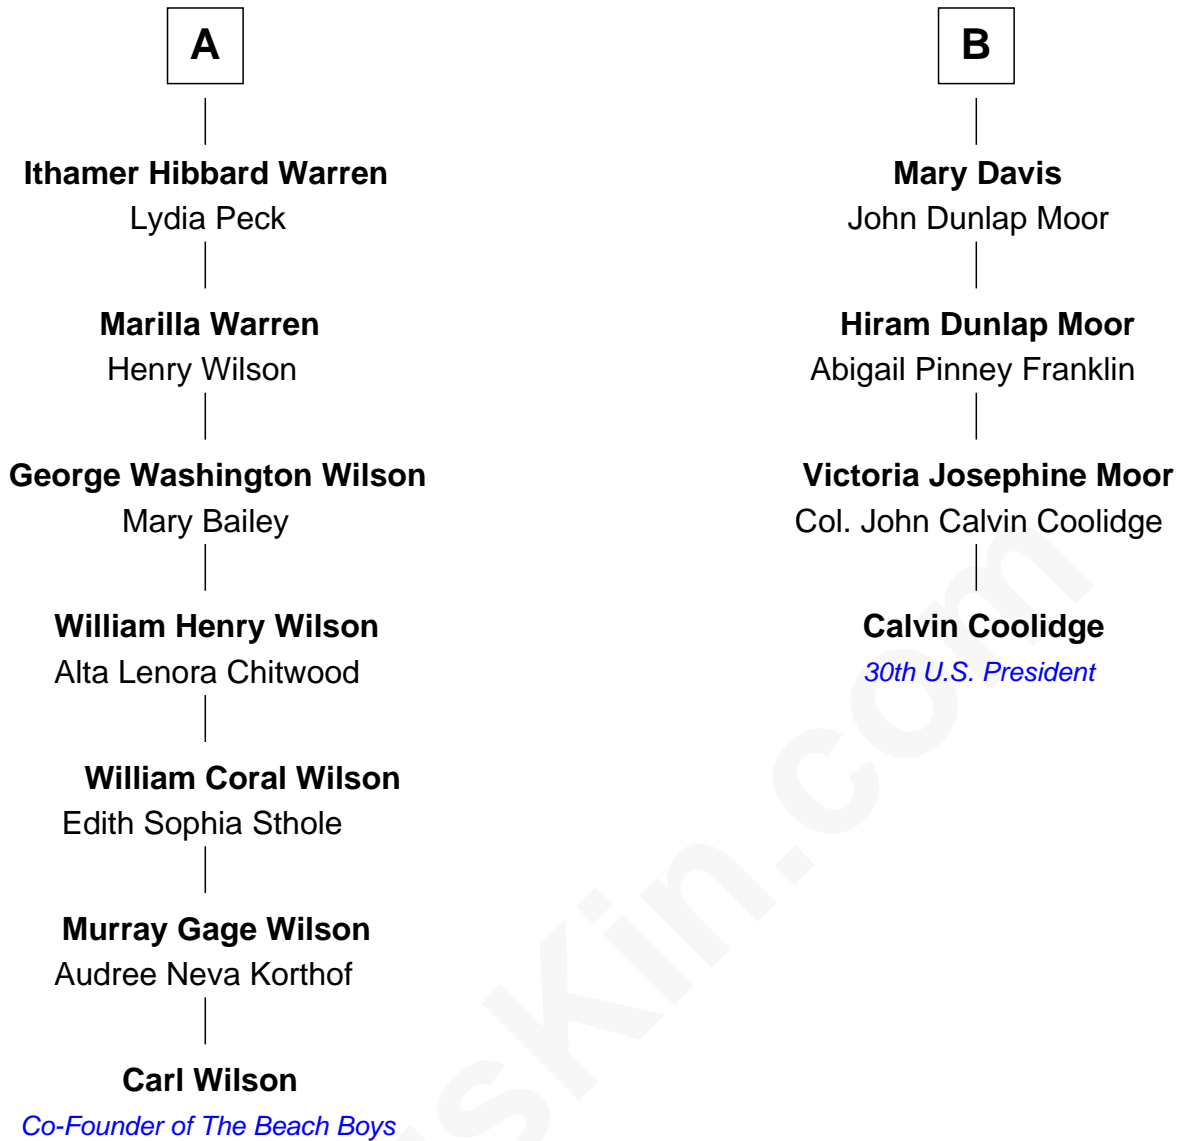 A
Ithamer Hibbard Warren
Lydia Peck
Marilla Warren
Henry Wilson
George Washington Wilson
Mary Bailey
William Henry Wilson
Alta Lenora Chitwood
William Coral Wilson
Edith Sophia Sthole
Murray Gage Wilson
Audree Neva Korthof
Carl Wilson
Co-Founder of The Beach Boys
B
Mary Davis
John Dunlap Moor
Hiram Dunlap Moor
Abigail Pinney Franklin
Victoria Josephine Moor
Col. John Calvin Coolidge
Calvin Coolidge
30th U.S. President
sKin.com